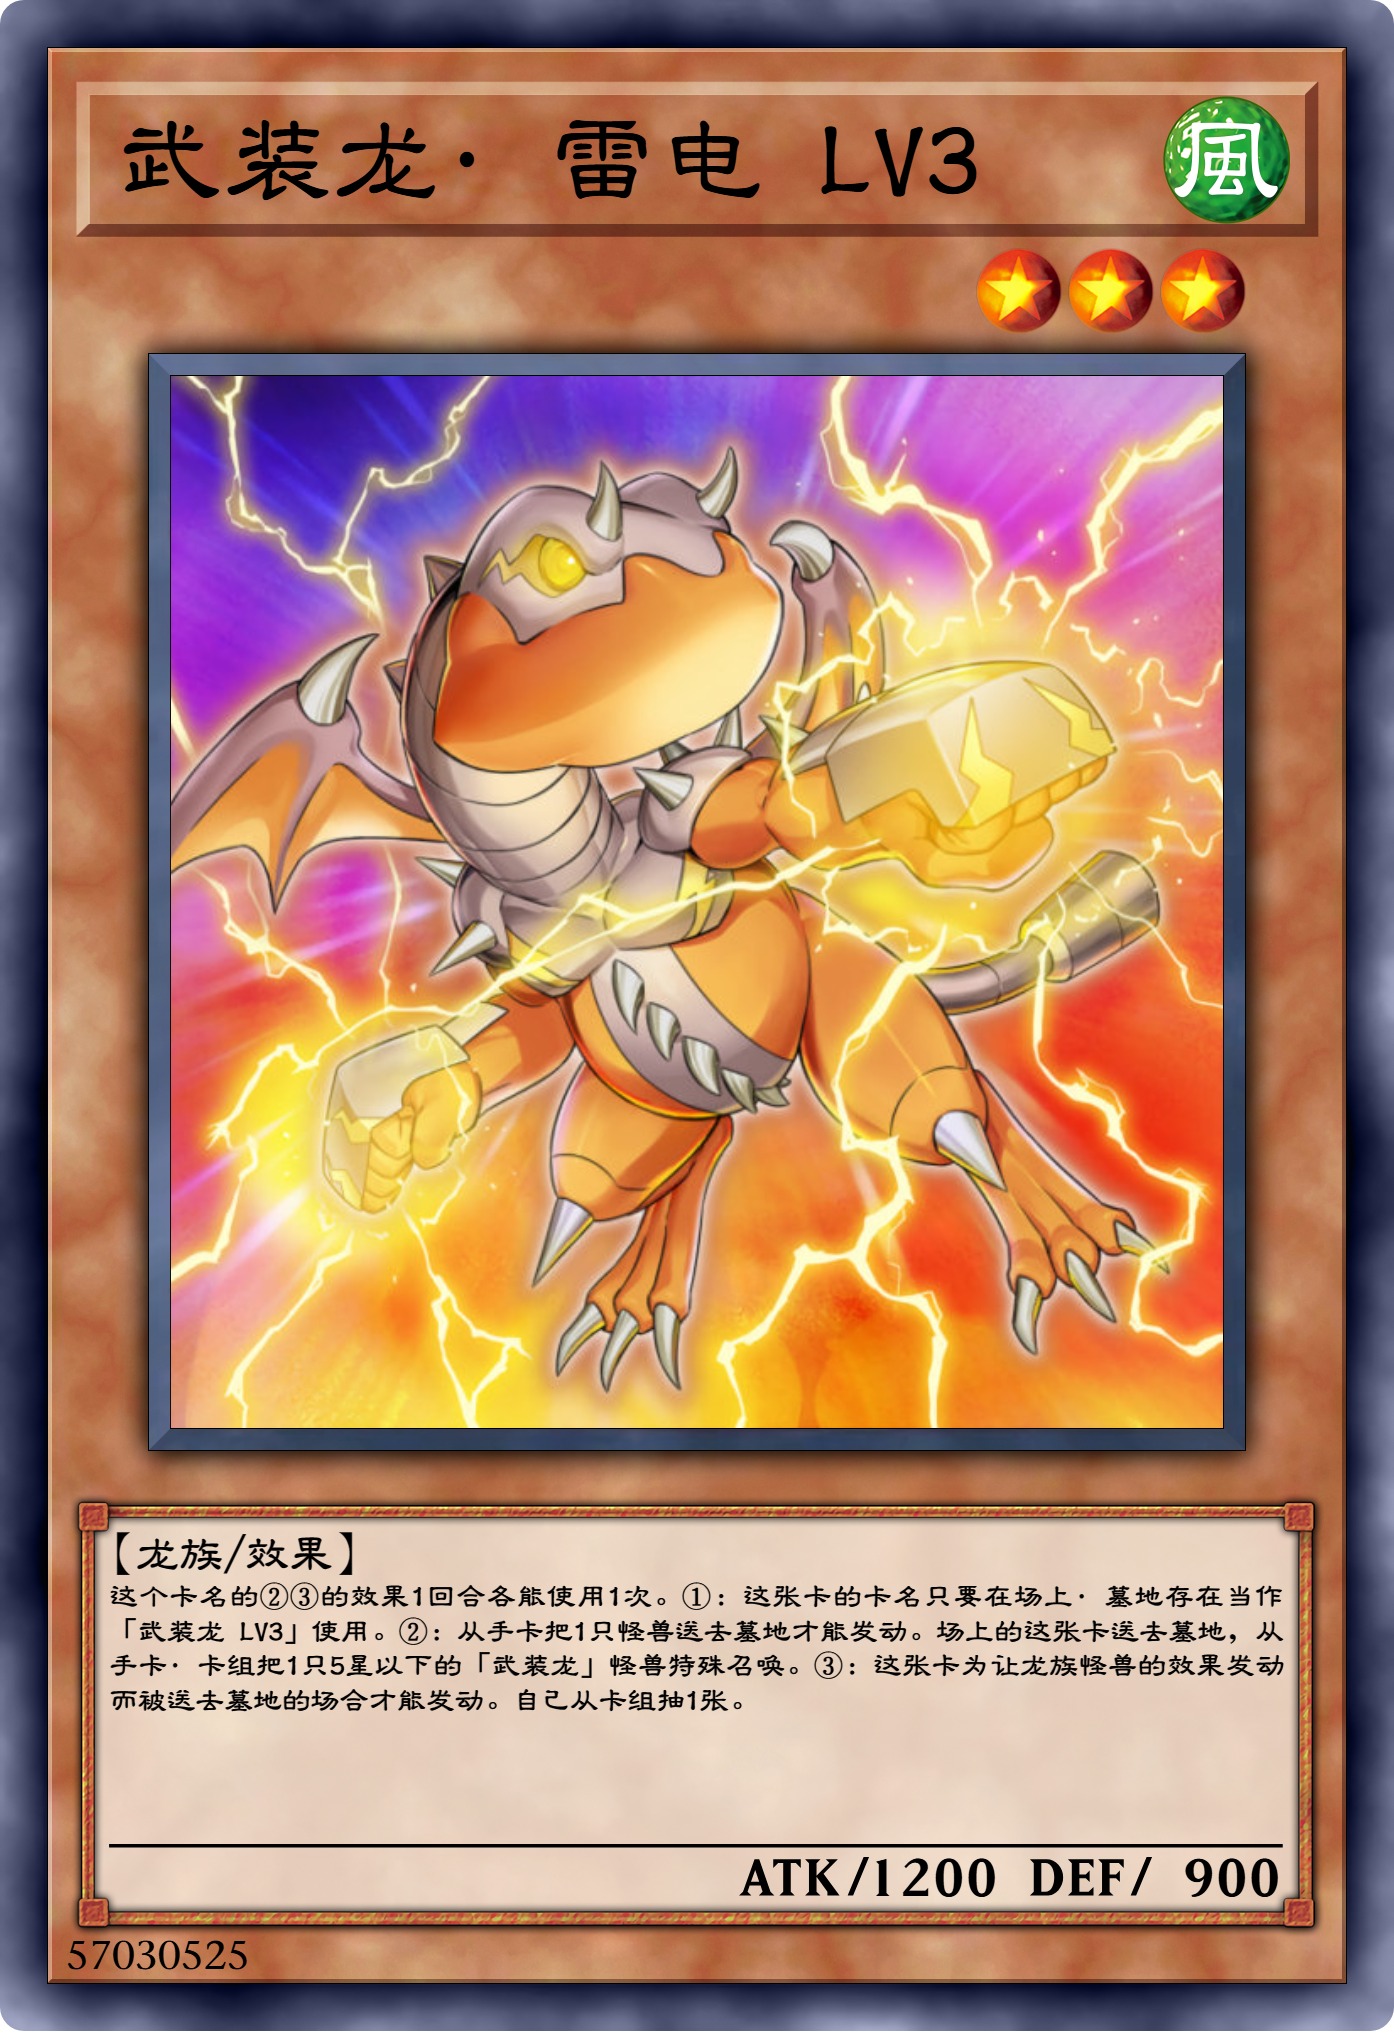 武装龙·雷电 LV3
風
【龙族/效果】
这个卡名的②③的效果1回合各能使用1次。①：这张卡的卡名只要在场上·墓地存在当作
「武装龙 LV3」使用。②：从手卡把1只怪兽送去墓地才能发动。场上的这张卡送去墓地，从
手卡·卡组把1只5星以下的「武装龙」怪兽特殊召唤。③：这张卡为让龙族怪兽的效果发动
而被送去墓地的场合才能发动。自己从卡组抽1张。
ATK/1200 DEF/ 900
57030525